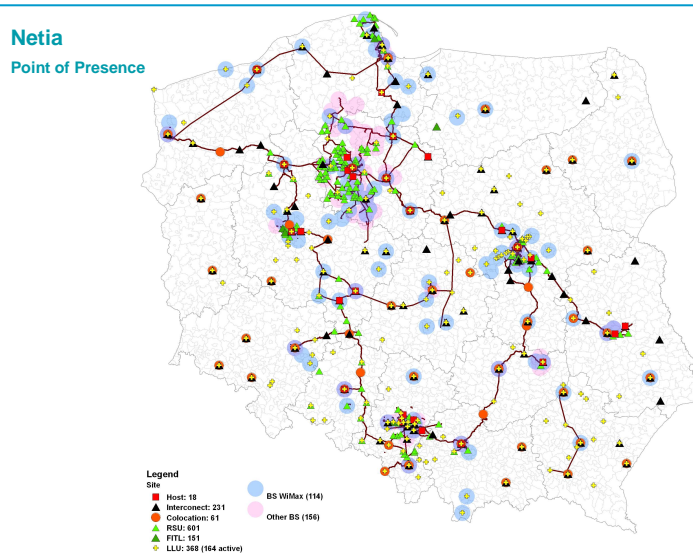 Netia
Point of Presence
Legend
Site
Host: 18
Interconect: 231
Colocation: 61
RSU: 601
FITL: 151
LLU: 368 (164 active)
BS WiMax (114)
Other BS (156)